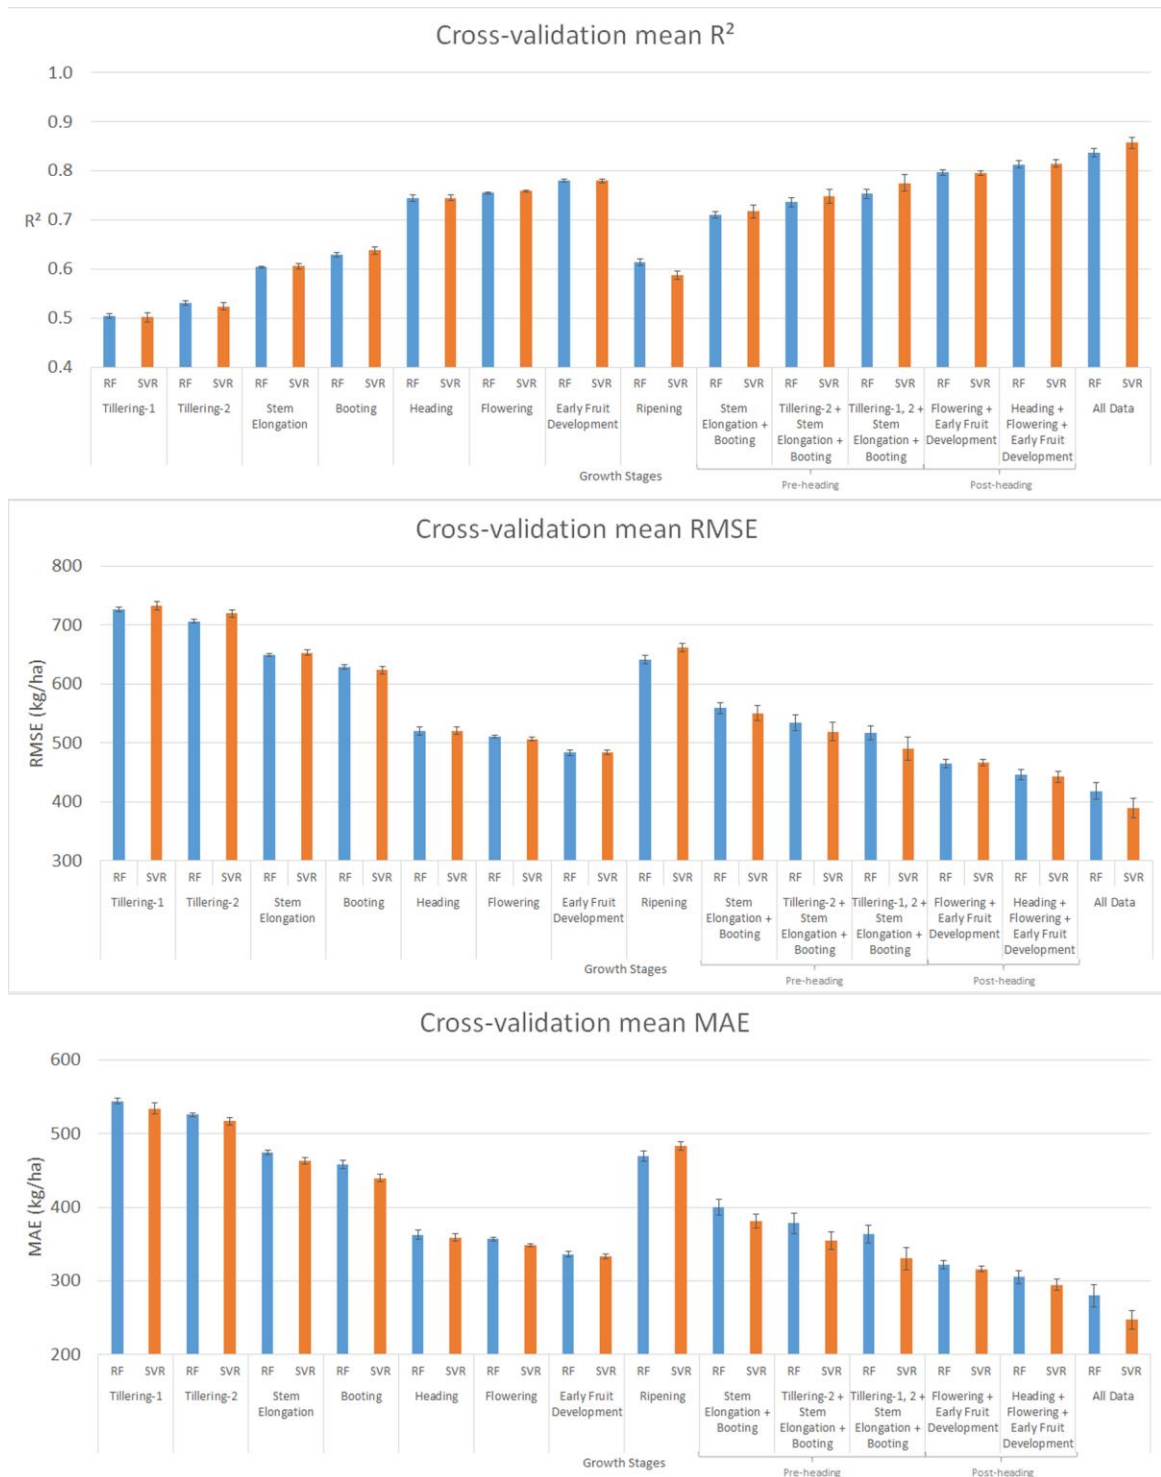 Cross-validation mean R²
1.0
0.9
0.8
0.7
R²
0.6
0.5
0.4
RF SVR RF SVR RF SVR RF SVR RF SVR RF SVR RF SVR RF SVR RF SVR RF SVR RF SVR RF SVR RF SVR RF SVR
Tillering-1 Tillering-2 Stem Booting Heading Flowering Early Fruit Ripening Stem Tillering-2 + Tillering-1, 2 + Flowering + Heading + All Data
Elongation Development Elongation + Stem Stem Early Fruit Flowering +
Booting Elongation + Elongation + Development Early Fruit
Booting Booting Development
Growth Stages
Pre-heading Post-heading
Cross-validation mean RMSE
800
700
600
RMSE (kg/ha)
500
400
300
RF SVR RF SVR RF SVR RF SVR RF SVR RF SVR RF SVR RF SVR RF SVR RF SVR RF SVR RF SVR RF SVR RF SVR
Tillering-1 Tillering-2 Stem Booting Heading Flowering Early Fruit Ripening Stem Tillering-2 + Tillering-1, 2 + Flowering + Heading + All Data
Elongation Development Elongation + Stem Stem Early Fruit Flowering +
Booting Elongation + Elongation + Development Early Fruit
Booting Booting Development
Growth Stages
Pre-heading Post-heading
Cross-validation mean MAE
600
500
400
MAE (kg/ha)
300
200
RF SVR RF SVR RF SVR RF SVR RF SVR RF SVR RF SVR RF SVR RF SVR RF SVR RF SVR RF SVR RF SVR RF SVR
Tillering-1 Tillering-2 Stem Booting Heading Flowering Early Fruit Ripening Stem Tillering-2 + Tillering-1, 2 + Flowering + Heading + All Data
Elongation Development Elongation + Stem Stem Early Fruit Flowering +
Booting Elongation + Elongation + Development Early Fruit
Booting Booting Development
Growth Stages
Pre-heading Post-heading